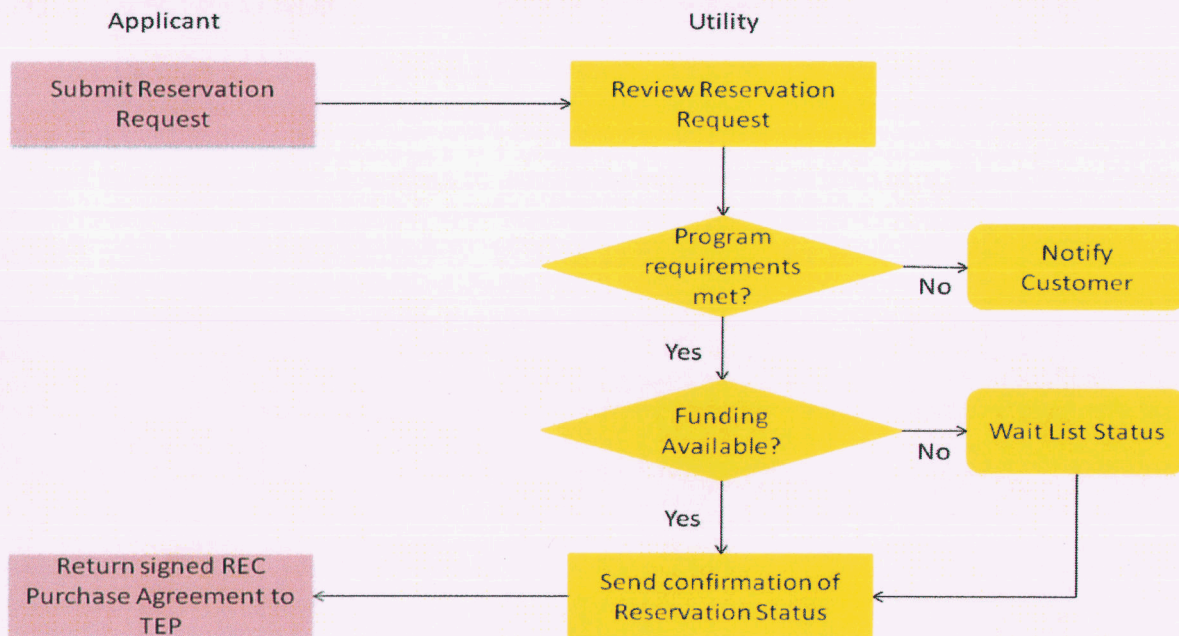 Applicant
Utility
Submit Reservation
Request
Review Reservation
Request
Program
requirements
met?
No
Notify
Customer
Yes
Funding
Available?
No
Wait List Status
Yes
Return signed REC
Purchase Agreement to
TEP
Send confirmation of
Reservation Status